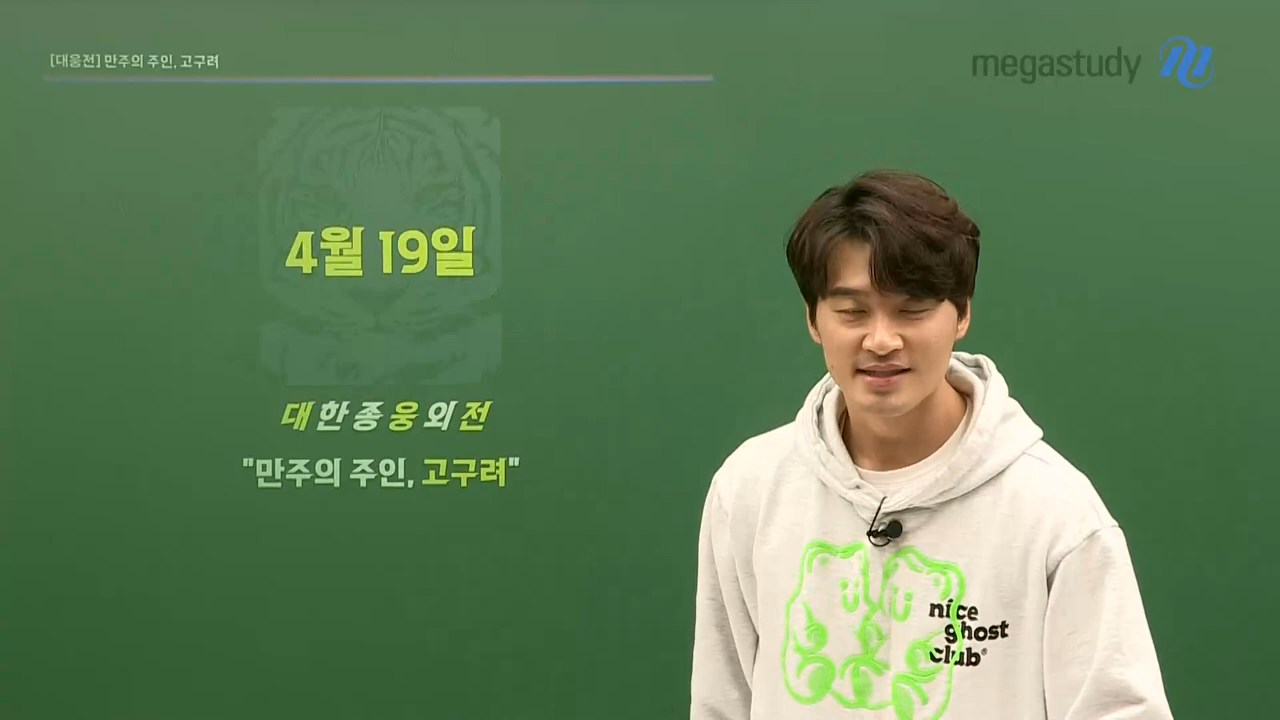 [대웅전] 만주의 주인, 고구려
megastudy
4월 19일
대한종웅외전
"만주의 주인, 고구려"
nice
ghost
club®